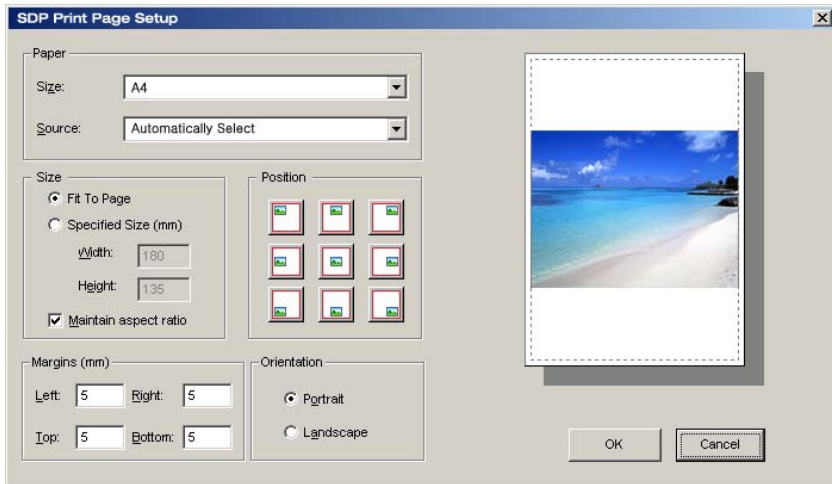 SDP Print Page Setup
Paper
Size: A4
Source: Automatically Select
Size
Fit To Page
Specified Size (mm)
Width: 180
Height: 135
Maintain aspect ratio
Position
Margins (mm)
Left: 5 Right: 5
Top: 5 Bottom: 5
Orientation
Portrait
Landscape
OK Cancel